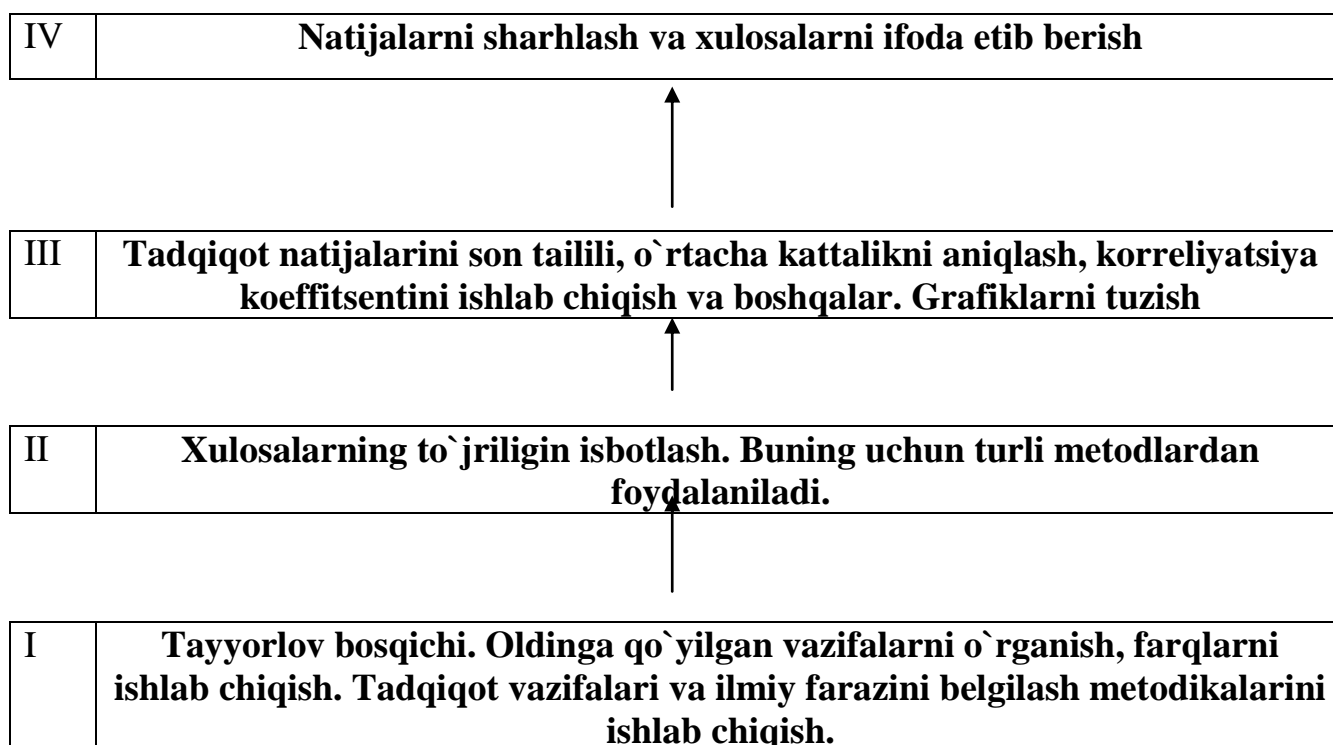 IV Natijalarni sharhlash va xulosalarni ifoda etib berish
III Tadqiqot natijalarini son tailili, o`rtacha kattalikni aniqlash, korreliyatsiya
koeffitsentini ishlab chiqish va boshqalar. Grafiklarni tuzish
II Xulosalarning to`jriligin isbotlash. Buning uchun turli metodlardan
foydalaniladi.
I Tayyorlov bosqichi. Oldinga qo`yilgan vazifalarni o`rganish, farqlarni
ishlab chiqish. Tadqiqot vazifalari va ilmiy farazini belgilash metodikalarini
ishlab chiqish.